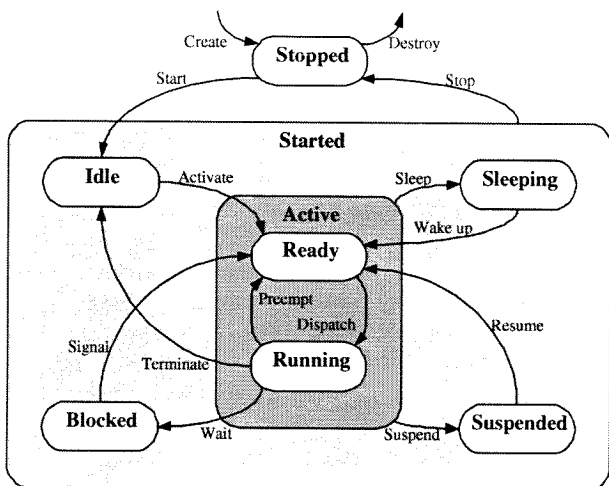 Create
Destroy
Stopped
Start
Stop
Started
Idle
Activate
Sleep
Sleeping
Active
Wake up
Ready
Preempt
Dispatch
Resume
Signal
Terminate
Running
Blocked
Wait
Suspend
Suspended